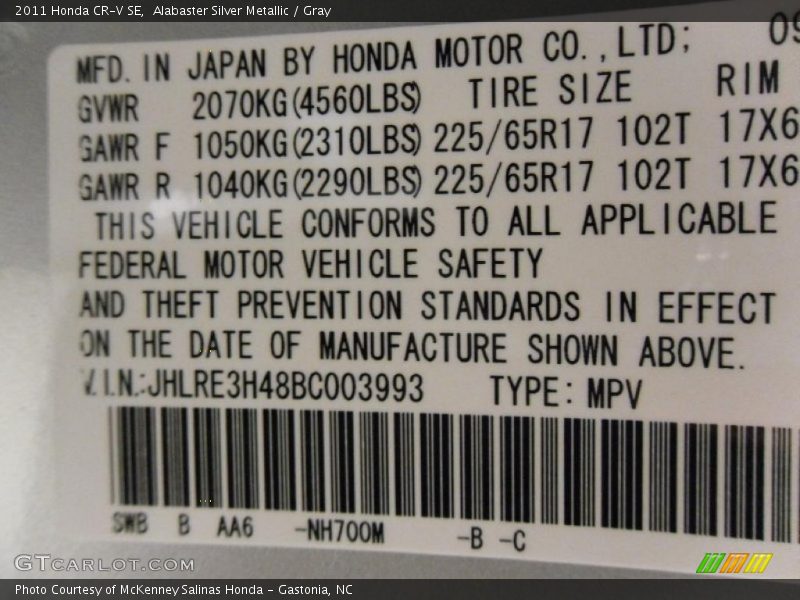 2011 Honda CR-V SE, Alabaster Silver Metallic / Gray
MFD. IN JAPAN BY HONDA MOTOR CO.,LTD; 09
GVWR 2070KG(4560LBS) TIRE SIZE RIM
GAWR F 1050KG(2310LBS) 225/65R17 102T 17X6
GAWR R 1040KG(2290LBS) 225/65R17 102T 17X6
THIS VEHICLE CONFORMS TO ALL APPLICABLE
FEDERAL MOTOR VEHICLE SAFETY
AND THEFT PREVENTION STANDARDS IN EFFECT
ON THE DATE OF MANUFACTURE SHOWN ABOVE.
V.I.N.:JHLRE3H48BC003993 TYPE: MPV
SWB B AA6 -NH700M -B -C
GTCARLOT.COM
Photo Courtesy of McKenney Salinas Honda - Gastonia, NC